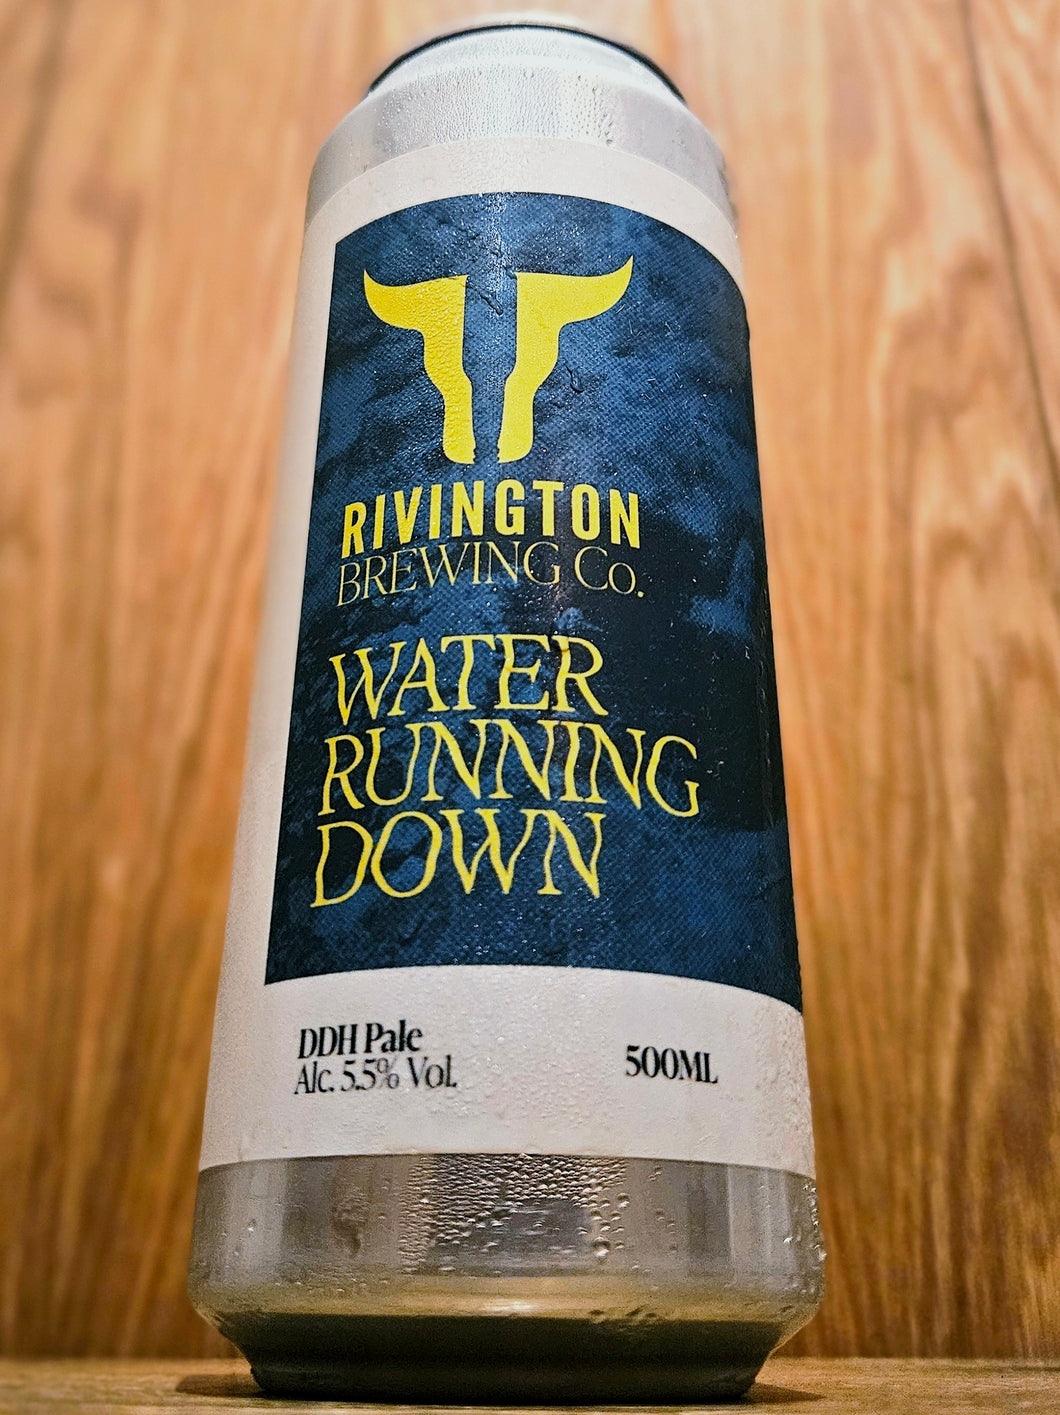 RIVINGTON
BREWING Co.
WATER
RUNNING
DOWN
DDH Pale
Alc. 5.5% Vol.
500ML